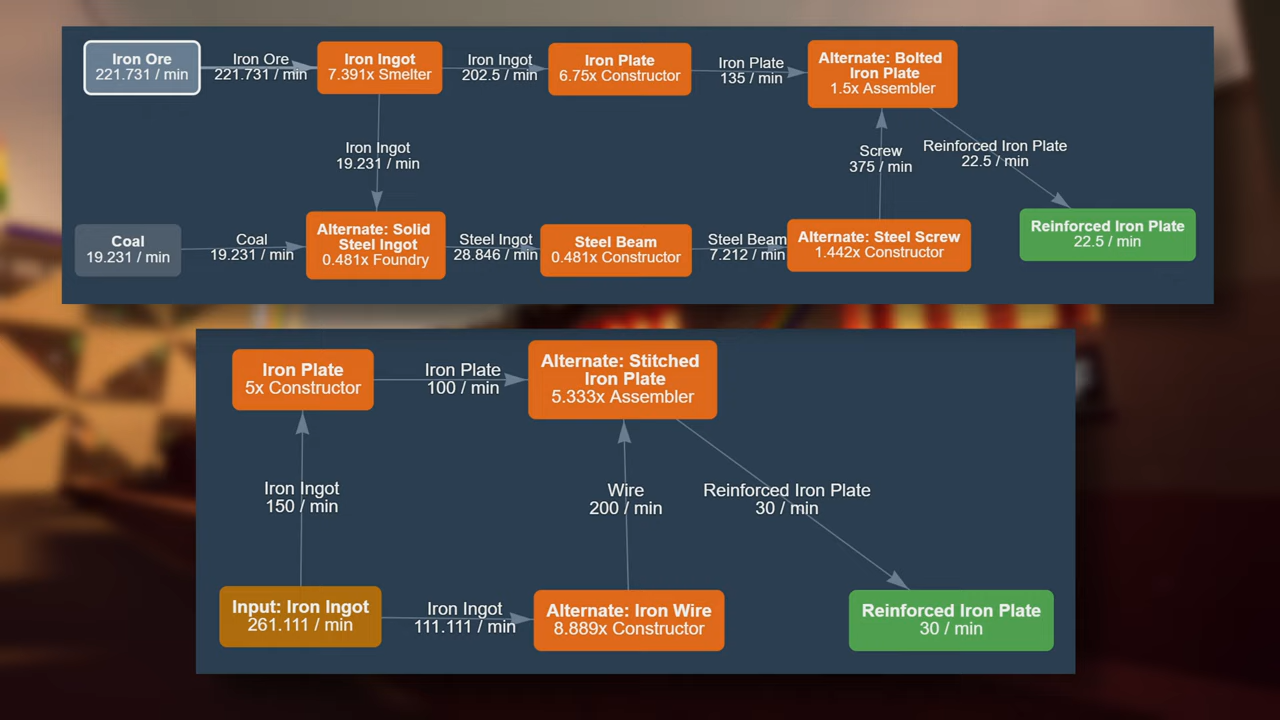 Iron Ore
221.731 / min
Iron Ore
221.731 / min
Iron Ingot
7.391x Smelter
Iron Ingot
202.5 / min
Iron Plate
6.75x Constructor
Iron Plate
135 / min
Alternate: Bolted
Iron Plate
1.5x Assembler
Iron Ingot
19.231 / min
Screw
375 / min
Reinforced Iron Plate
22.5 / min
Coal
19.231 / min
Coal
19.231 / min
Alternate: Solid
Steel Ingot
0.481x Foundry
Steel Ingot
28.846 / min
Steel Beam
0.481x Constructor
Steel Beam
7.212 / min
Alternate: Steel Screw
1.442x Constructor
Reinforced Iron Plate
22.5 / min
Iron Plate
5x Constructor
Iron Plate
100 / min
Alternate: Stitched
Iron Plate
5.333x Assembler
Iron Ingot
150 / min
Wire
200 / min
Reinforced Iron Plate
30 / min
Input: Iron Ingot
261.111 / min
Iron Ingot
111.111 / min
Alternate: Iron Wire
8.889x Constructor
Reinforced Iron Plate
30 / min